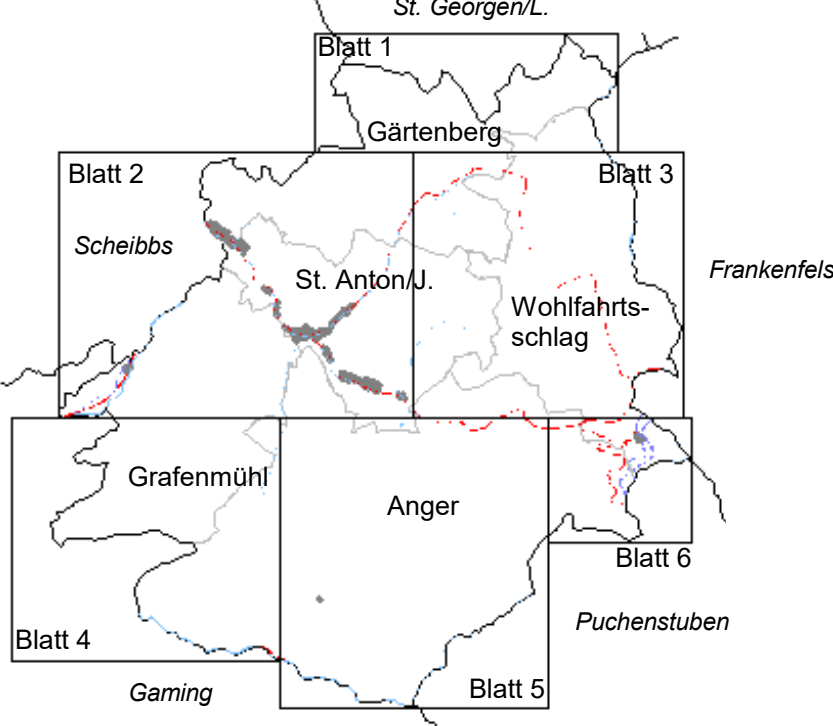 St. Georgen/L.
Blatt 1
Gärtenberg
Blatt 2
Blatt 3
Scheibbs
Frankenfels
St. Anton/J.
Wohlfahrts-
schlag
Grafenmühl
Anger
Blatt 6
Puchenstuben
Blatt 4
Gaming
Blatt 5